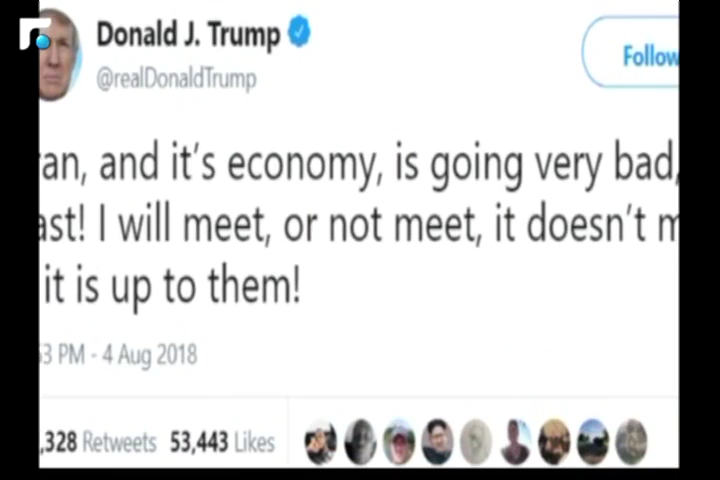 Donald J. Trump
@realDonaldTrump
Follow
an, and it's economy, is going very bad,
ast! I will meet, or not meet, it doesn't m
it is up to them!
3 PM - 4 Aug 2018
,328 Retweets 53,443 Likes